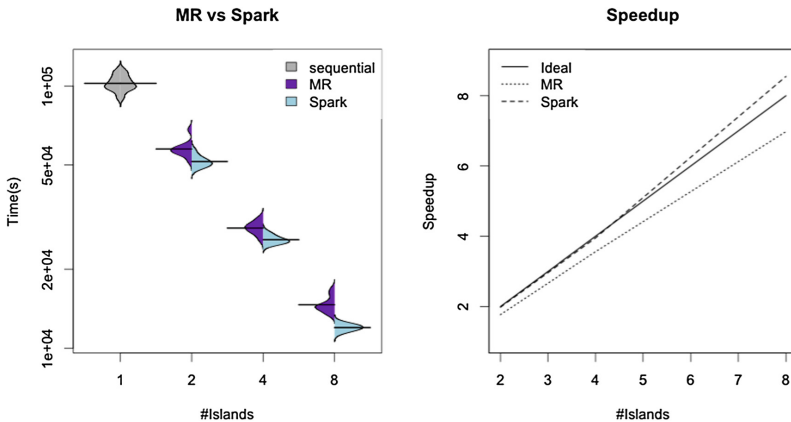 MR vs Spark
sequential
MR
Spark
Time(s)
1e+05
5e+04
2e+04
1e+04
1 2 4 8
#Islands
Speedup
Ideal
MR
Spark
Speedup
8
6
4
2
2 3 4 5 6 7 8
#Islands